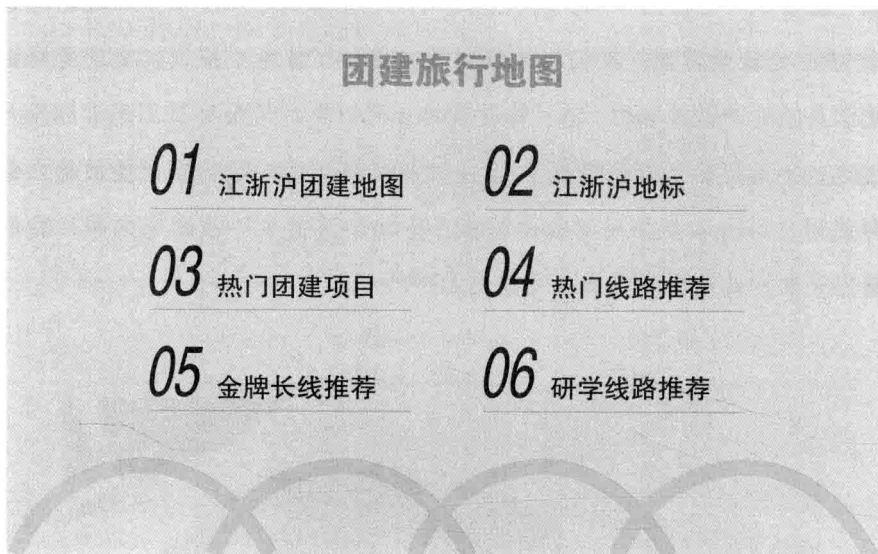 团建旅行地图
01 江浙沪团建地图
02 江浙沪地标
03 热门团建项目
04 热门线路推荐
05 金牌长线推荐
06 研学线路推荐